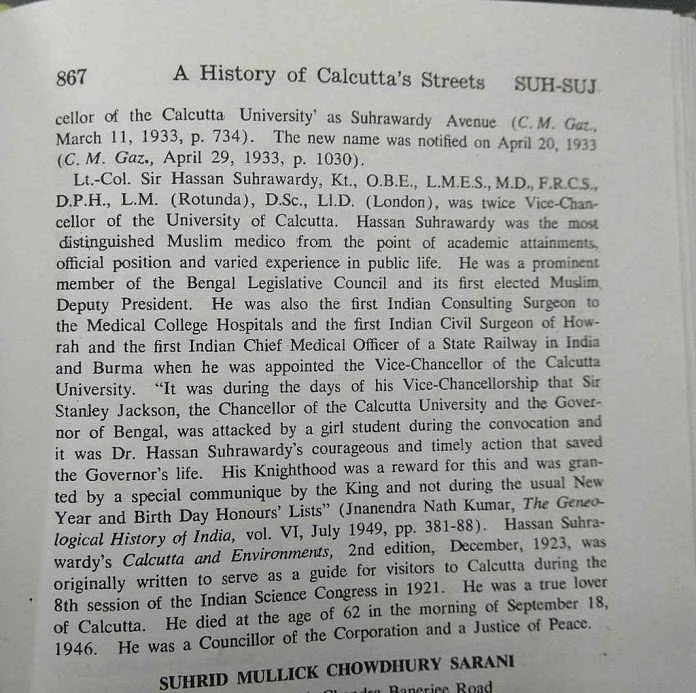 867 A History of Calcutta's Streets SUH-SUJ
cellor of the Calcutta University' as Suhrawardy Avenue (C. M. Gaz.,
March 11, 1933, p. 734). The new name was notified on April 20, 1933
(C. M. Gaz., April 29, 1933, p. 1030).
Lt.-Col. Sir Hassan Suhrawardy, Kt., O.B.E., L.M.E.S., M.D., F.R.C.S.,
D.P.H., L.M. (Rotunda), D.Sc., Ll.D. (London), was twice Vice-Chan-
cellor of the University of Calcutta. Hassan Suhrawardy was the most
distinguished Muslim medico from the point of academic attainments,
official position and varied experience in public life. He was a prominent
member of the Bengal Legislative Council and its first elected Muslim
Deputy President. He was also the first Indian Consulting Surgeon to
the Medical College Hospitals and the first Indian Civil Surgeon of How-
rah and the first Indian Chief Medical Officer of a State Railway in India
and Burma when he was appointed the Vice-Chancellor of the Calcutta
University. "It was during the days of his Vice-Chancellorship that Sir
Stanley Jackson, the Chancellor of the Calcutta University and the Gover-
nor of Bengal, was attacked by a girl student during the convocation and
it was Dr. Hassan Suhrawardy's courageous and timely action that saved
the Governor's life. His Knighthood was a reward for this and was gran-
ted by a special communique by the King and not during the usual New
Year and Birth Day Honours' Lists" (Jnanendra Nath Kumar, The Geneo-
logical History of India, vol. VI, July 1949, pp. 381-88). Hassan Suhra-
wardy's Calcutta and Environments, 2nd edition, December, 1923, was
originally written to serve as a guide for visitors to Calcutta during the
8th session of the Indian Science Congress in 1921. He was a true lover
of Calcutta. He died at the age of 62 in the morning of September 18,
1946. He was a Councillor of the Corporation and a Justice of Peace.
SUHRID MULLICK CHOWDHURY SARANI
Banerjee Road